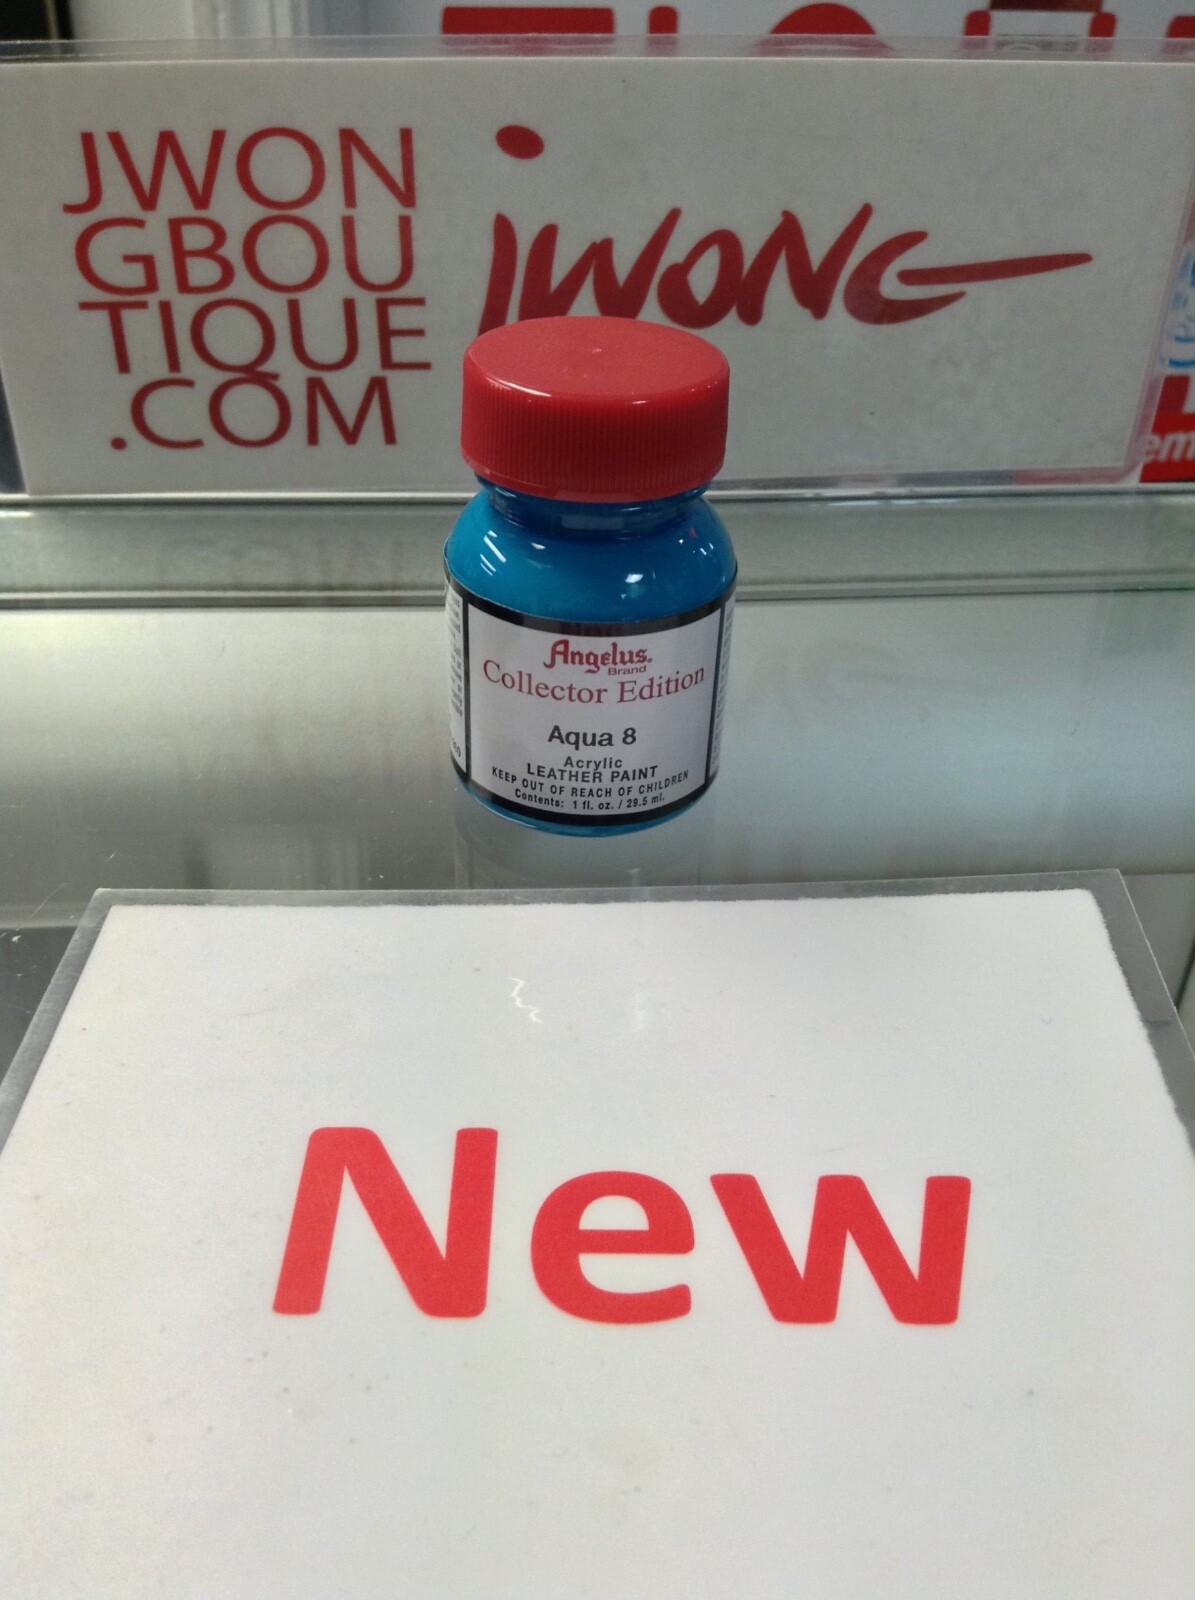 JWON
GBOU
TIQUE
.COM
jWONG
em
Angelus.
Brand
Collector Edition
Aqua 8
Acrylic
LEATHER PAINT
KEEP OUT OF REACH OF CHILDREN
Contents: 1 fl. oz. / 29.5 ml.
New